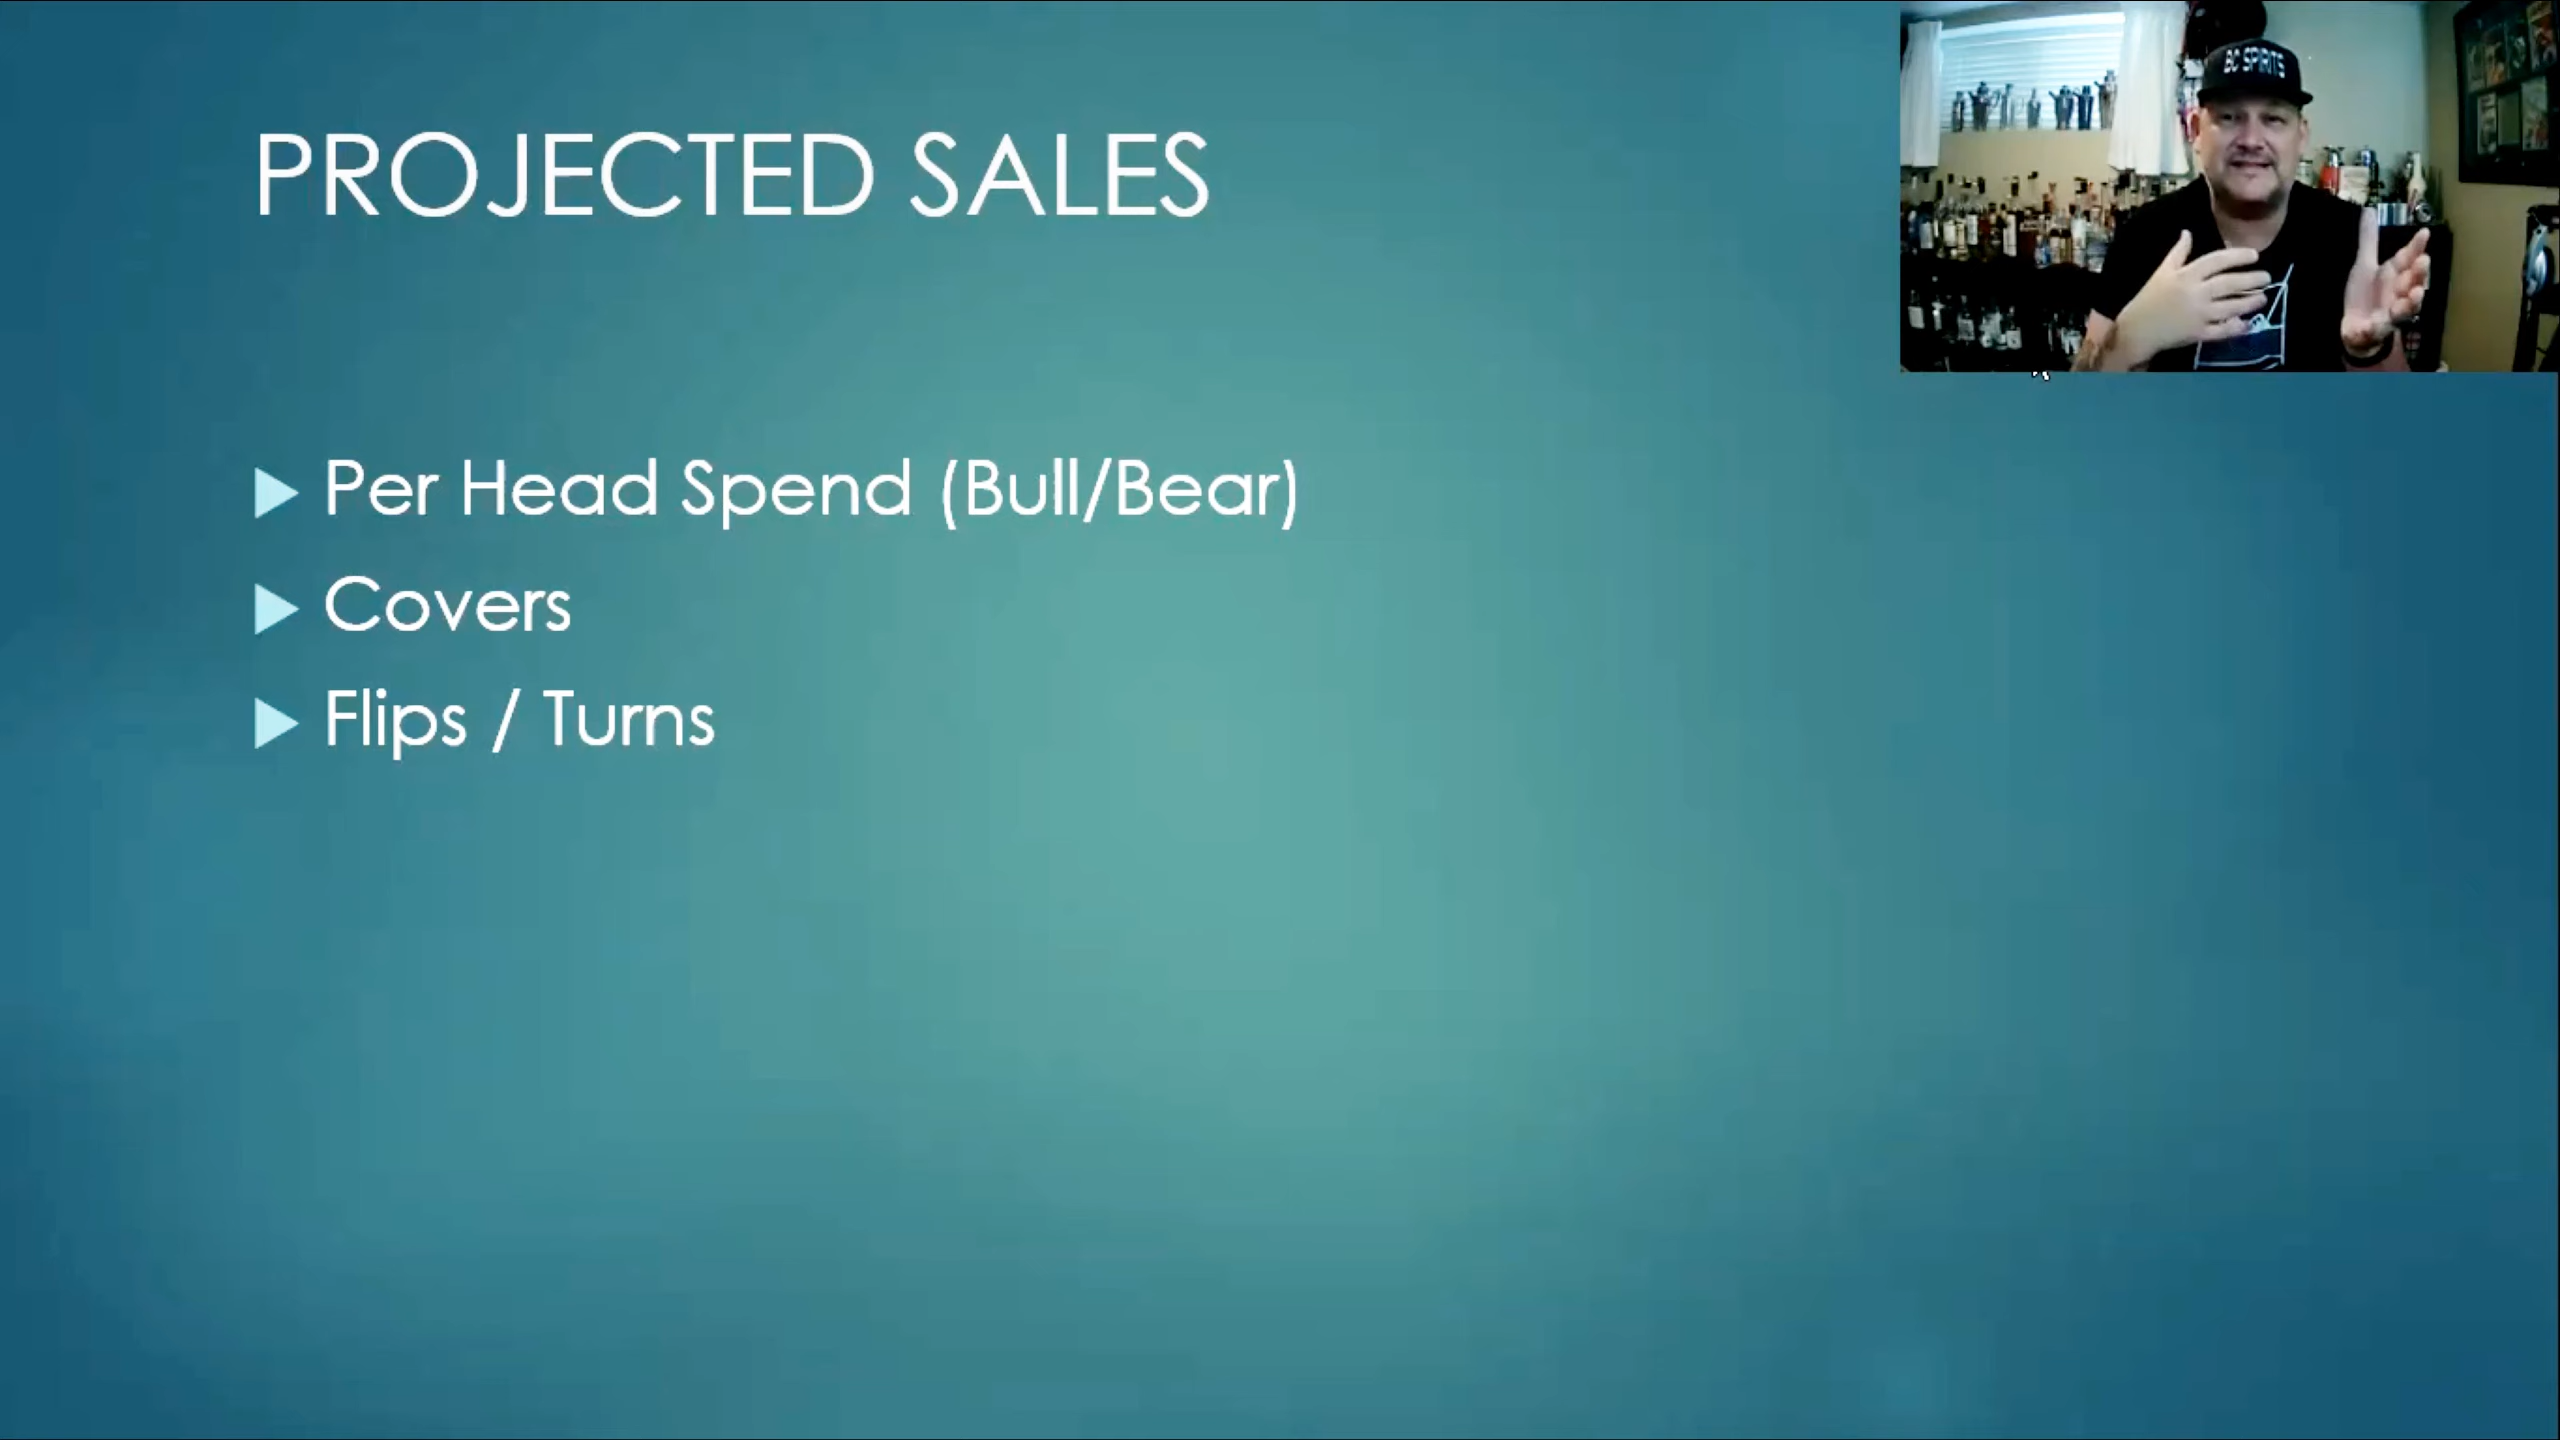 PROJECTED SALES
BC SPIRITS
Per Head Spend (Bull/Bear)
Covers
Flips / Turns